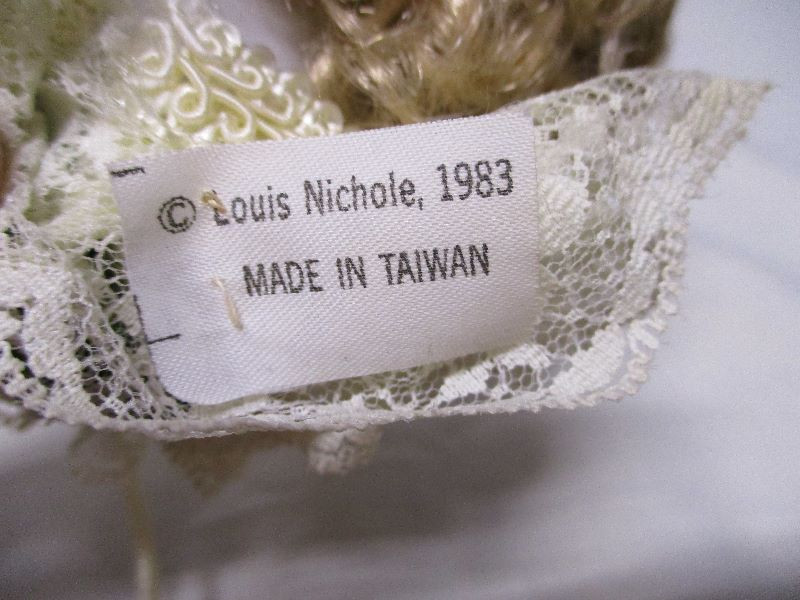 © Louis Nichole, 1983
MADE IN TAIWAN